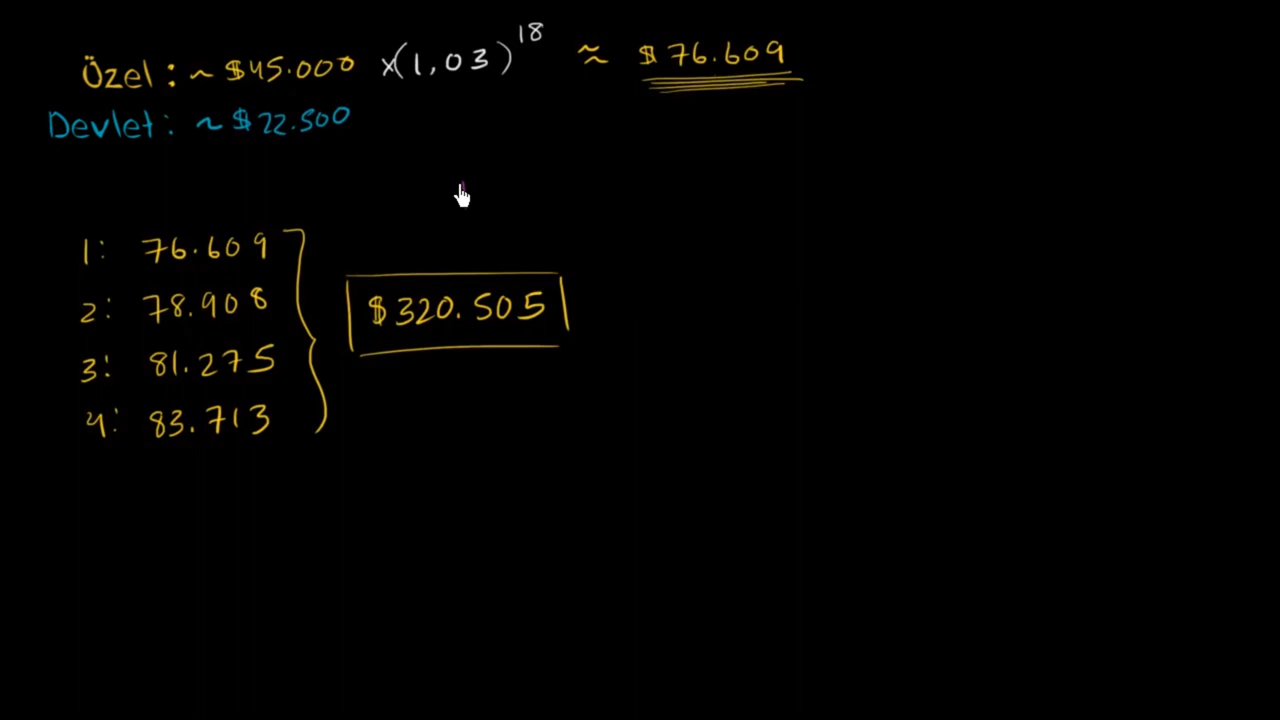 Özel: ~ $45.000 x(1,03)^18 ≈ $76.609
Devlet: ~ $22.500
1: 76.609
2: 78.908
$320.505
3: 81.275
4: 83.713